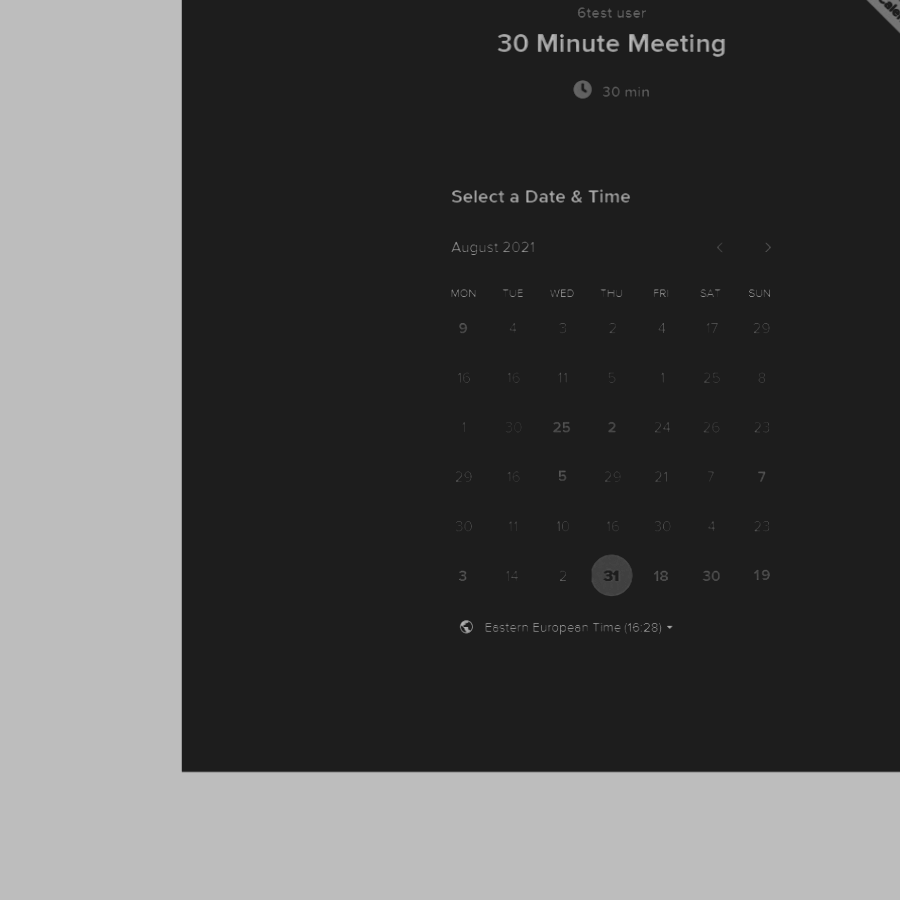 6test user
30 Minute Meeting
30 min
Select a Date & Time
August 2021
MON TUE WED THU FRI SAT SUN
9 4 3 2 4 17 29
16 16 11 5 1 25 8
1 30 25 2 24 26 23
29 16 5 29 21 7 7
30 11 10 16 30 4 23
3 14 2 31 18 30 19
Eastern European Time (16:28)